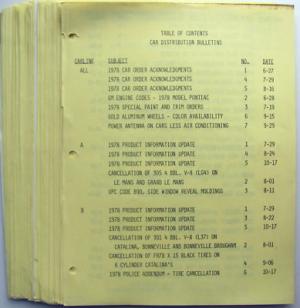 TABLE OF CONTENTS
CAR DISTRIBUTION BULLETINS
CARLINE SUBJECT NO. DATE
ALL 1978 CAR ORDER ACKNOWLEDGMENTS 1 6-27
1978 CAR ORDER ACKNOWLEDGMENTS 4 7-29
1978 CAR ORDER ACKNOWLEDGMENTS 5 8-16
GM ENGINE CODES - 1978 MODEL PONTIAC 2 6-28
1978 SPECIAL PAINT AND TRIM ORDERS 3 7-19
GOLD ALUMINUM WHEELS - COLOR AVAILABILITY 6 9-15
POWER ANTENNA ON CARS LESS AIR CONDITIONING 7 9-29
A 1978 PRODUCT INFORMATION UPDATE 1 7-29
1978 PRODUCT INFORMATION UPDATE 4 8-24
1978 PRODUCT INFORMATION UPDATE 5 10-17
CANCELLATION OF 305 4 BBL. V-8 (LG4) ON
LE MANS AND GRAND LE MANS 2 8-01
UPC CODE B90, SIDE WINDOW REVEAL MOLDINGS 3 8-11
B 1978 PRODUCT INFORMATION UPDATE 1 7-29
1978 PRODUCT INFORMATION UPDATE 3 8-22
1978 PRODUCT INFORMATION UPDATE 5 10-17
CANCELLATION OF 301 4 BBL. V-8 (L37) ON
CATALINA, BONNEVILLE AND BONNEVILLE BROUGHAM 2 8-01
CANCELLATION OF FR78 X 15 BLACK TIRES ON
6 CYLINDER CATALINA'S 4 9-06
1978 POLICE ADDENDUM - TIRE CANCELLATION 6 10-17